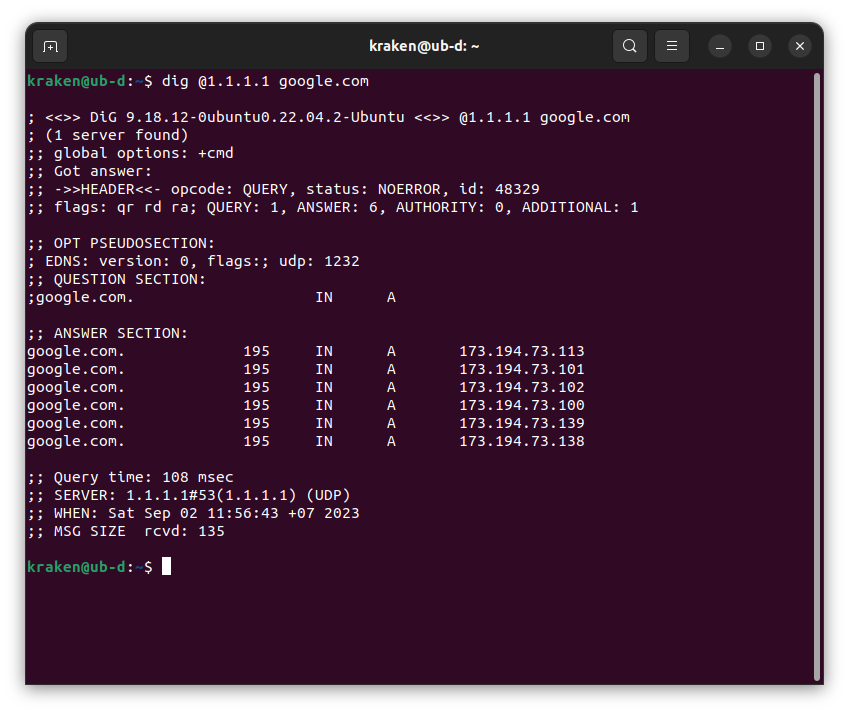 kraken@ub-d: ~
kraken@ub-d:~$ dig @1.1.1.1 google.com

; <<>> DiG 9.18.12-0ubuntu0.22.04.2-Ubuntu <<>> @1.1.1.1 google.com
; (1 server found)
;; global options: +cmd
;; Got answer:
;; ->>HEADER<<- opcode: QUERY, status: NOERROR, id: 48329
;; flags: qr rd ra; QUERY: 1, ANSWER: 6, AUTHORITY: 0, ADDITIONAL: 1

;; OPT PSEUDOSECTION:
; EDNS: version: 0, flags:; udp: 1232
;; QUESTION SECTION:
;google.com.			IN	A

;; ANSWER SECTION:
google.com.		195	IN	A	173.194.73.113
google.com.		195	IN	A	173.194.73.101
google.com.		195	IN	A	173.194.73.102
google.com.		195	IN	A	173.194.73.100
google.com.		195	IN	A	173.194.73.139
google.com.		195	IN	A	173.194.73.138

;; Query time: 108 msec
;; SERVER: 1.1.1.1#53(1.1.1.1) (UDP)
;; WHEN: Sat Sep 02 11:56:43 +07 2023
;; MSG SIZE  rcvd: 135

kraken@ub-d:~$